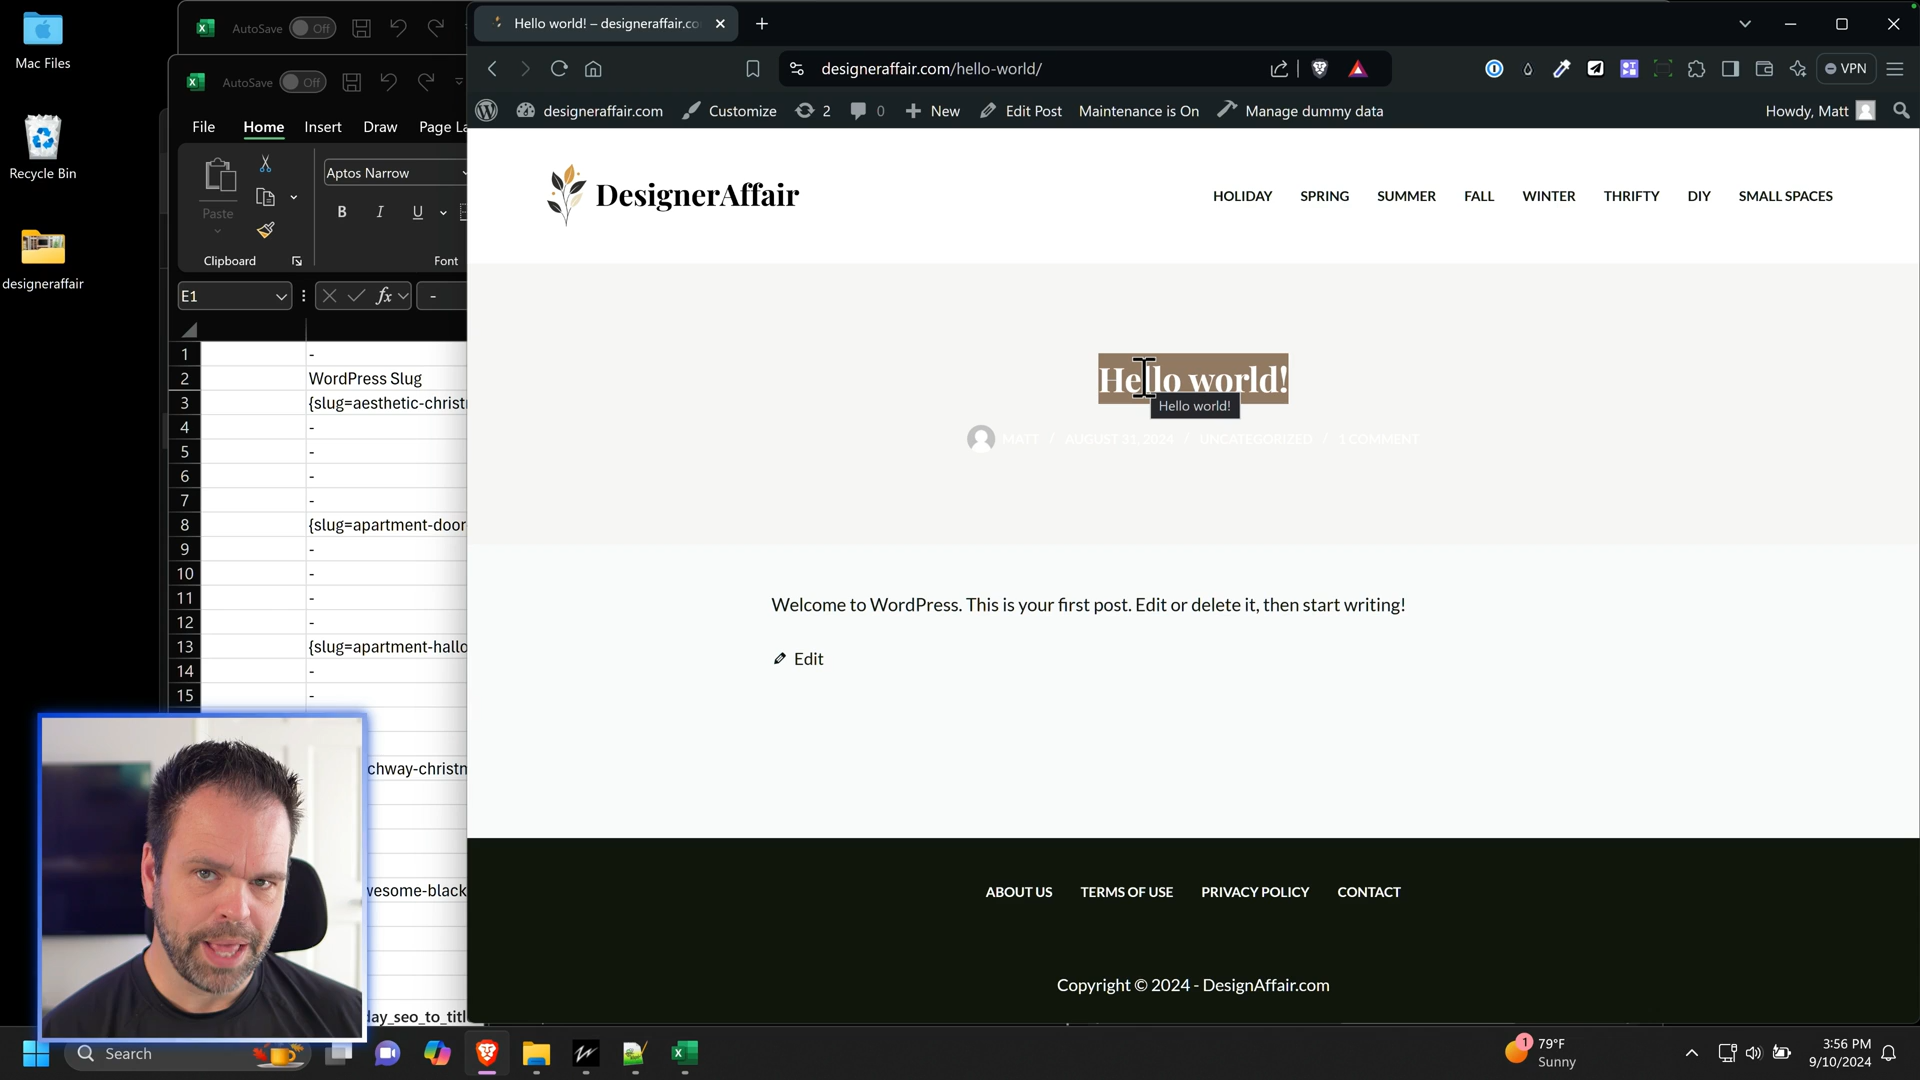 Mac Files
Recycle Bin
designeraffair
AutoSave Off
AutoSave Off
File Home Insert Draw Page La
Paste
Aptos Narrow
B I U
Clipboard
Font
E1
fx
-
1 -
2 WordPress Slug
3 {slug=aesthetic-christm
4 -
5 -
6 -
7 -
8 {slug=apartment-door
9 -
10 -
11 -
12 -
13 {slug=apartment-hallo
14 -
15 -
chway-christm
wesome-black
day_seo_to_titl
Hello world! – designeraffair.co
designeraffair.com/hello-world/
VPN
designeraffair.com Customize 2 0 New Edit Post Maintenance is On Manage dummy data Howdy, Matt
DesignerAffair
HOLIDAY SPRING SUMMER FALL WINTER THRIFTY DIY SMALL SPACES
Hello world!
Hello world!
MATT / AUGUST 31, 2024 / UNCATEGORIZED / 1 COMMENT
Welcome to WordPress. This is your first post. Edit or delete it, then start writing!
Edit
ABOUT US TERMS OF USE PRIVACY POLICY CONTACT
Copyright © 2024 - DesignAffair.com
Search
1
79°F
Sunny
3:56 PM
9/10/2024